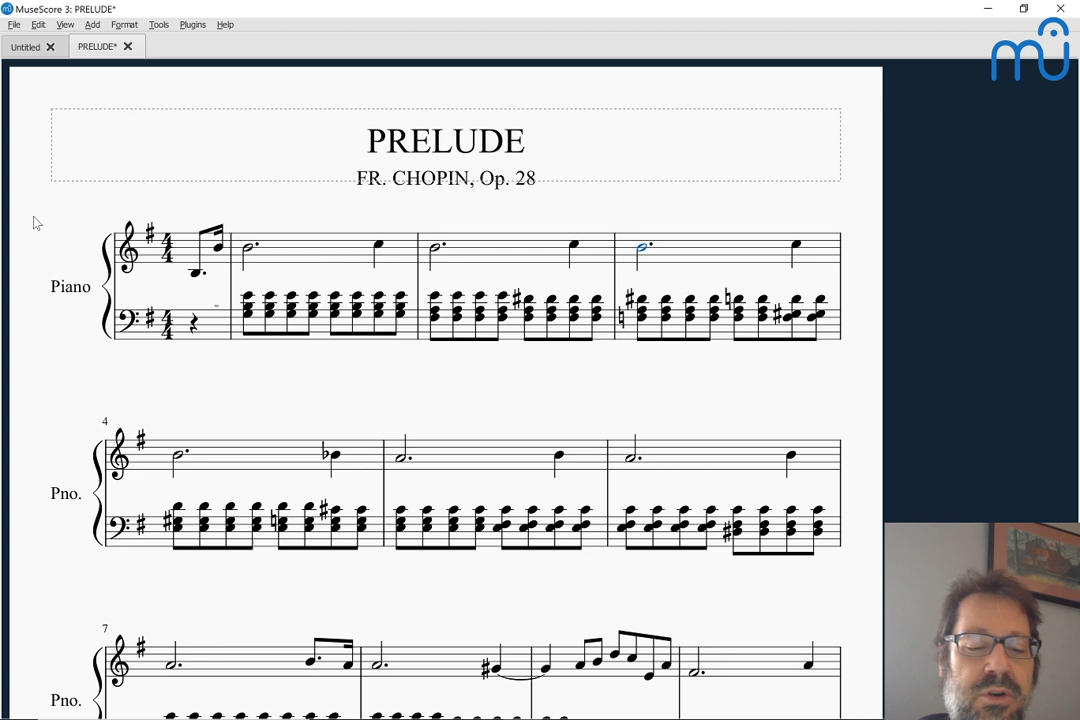 MuseScore 3: PRELUDE*
File Edit View Add Format Tools Plugins Help
Untitled PRELUDE*
PRELUDE
FR. CHOPIN, Op. 28
Piano
4
Pno.
7
Pno.